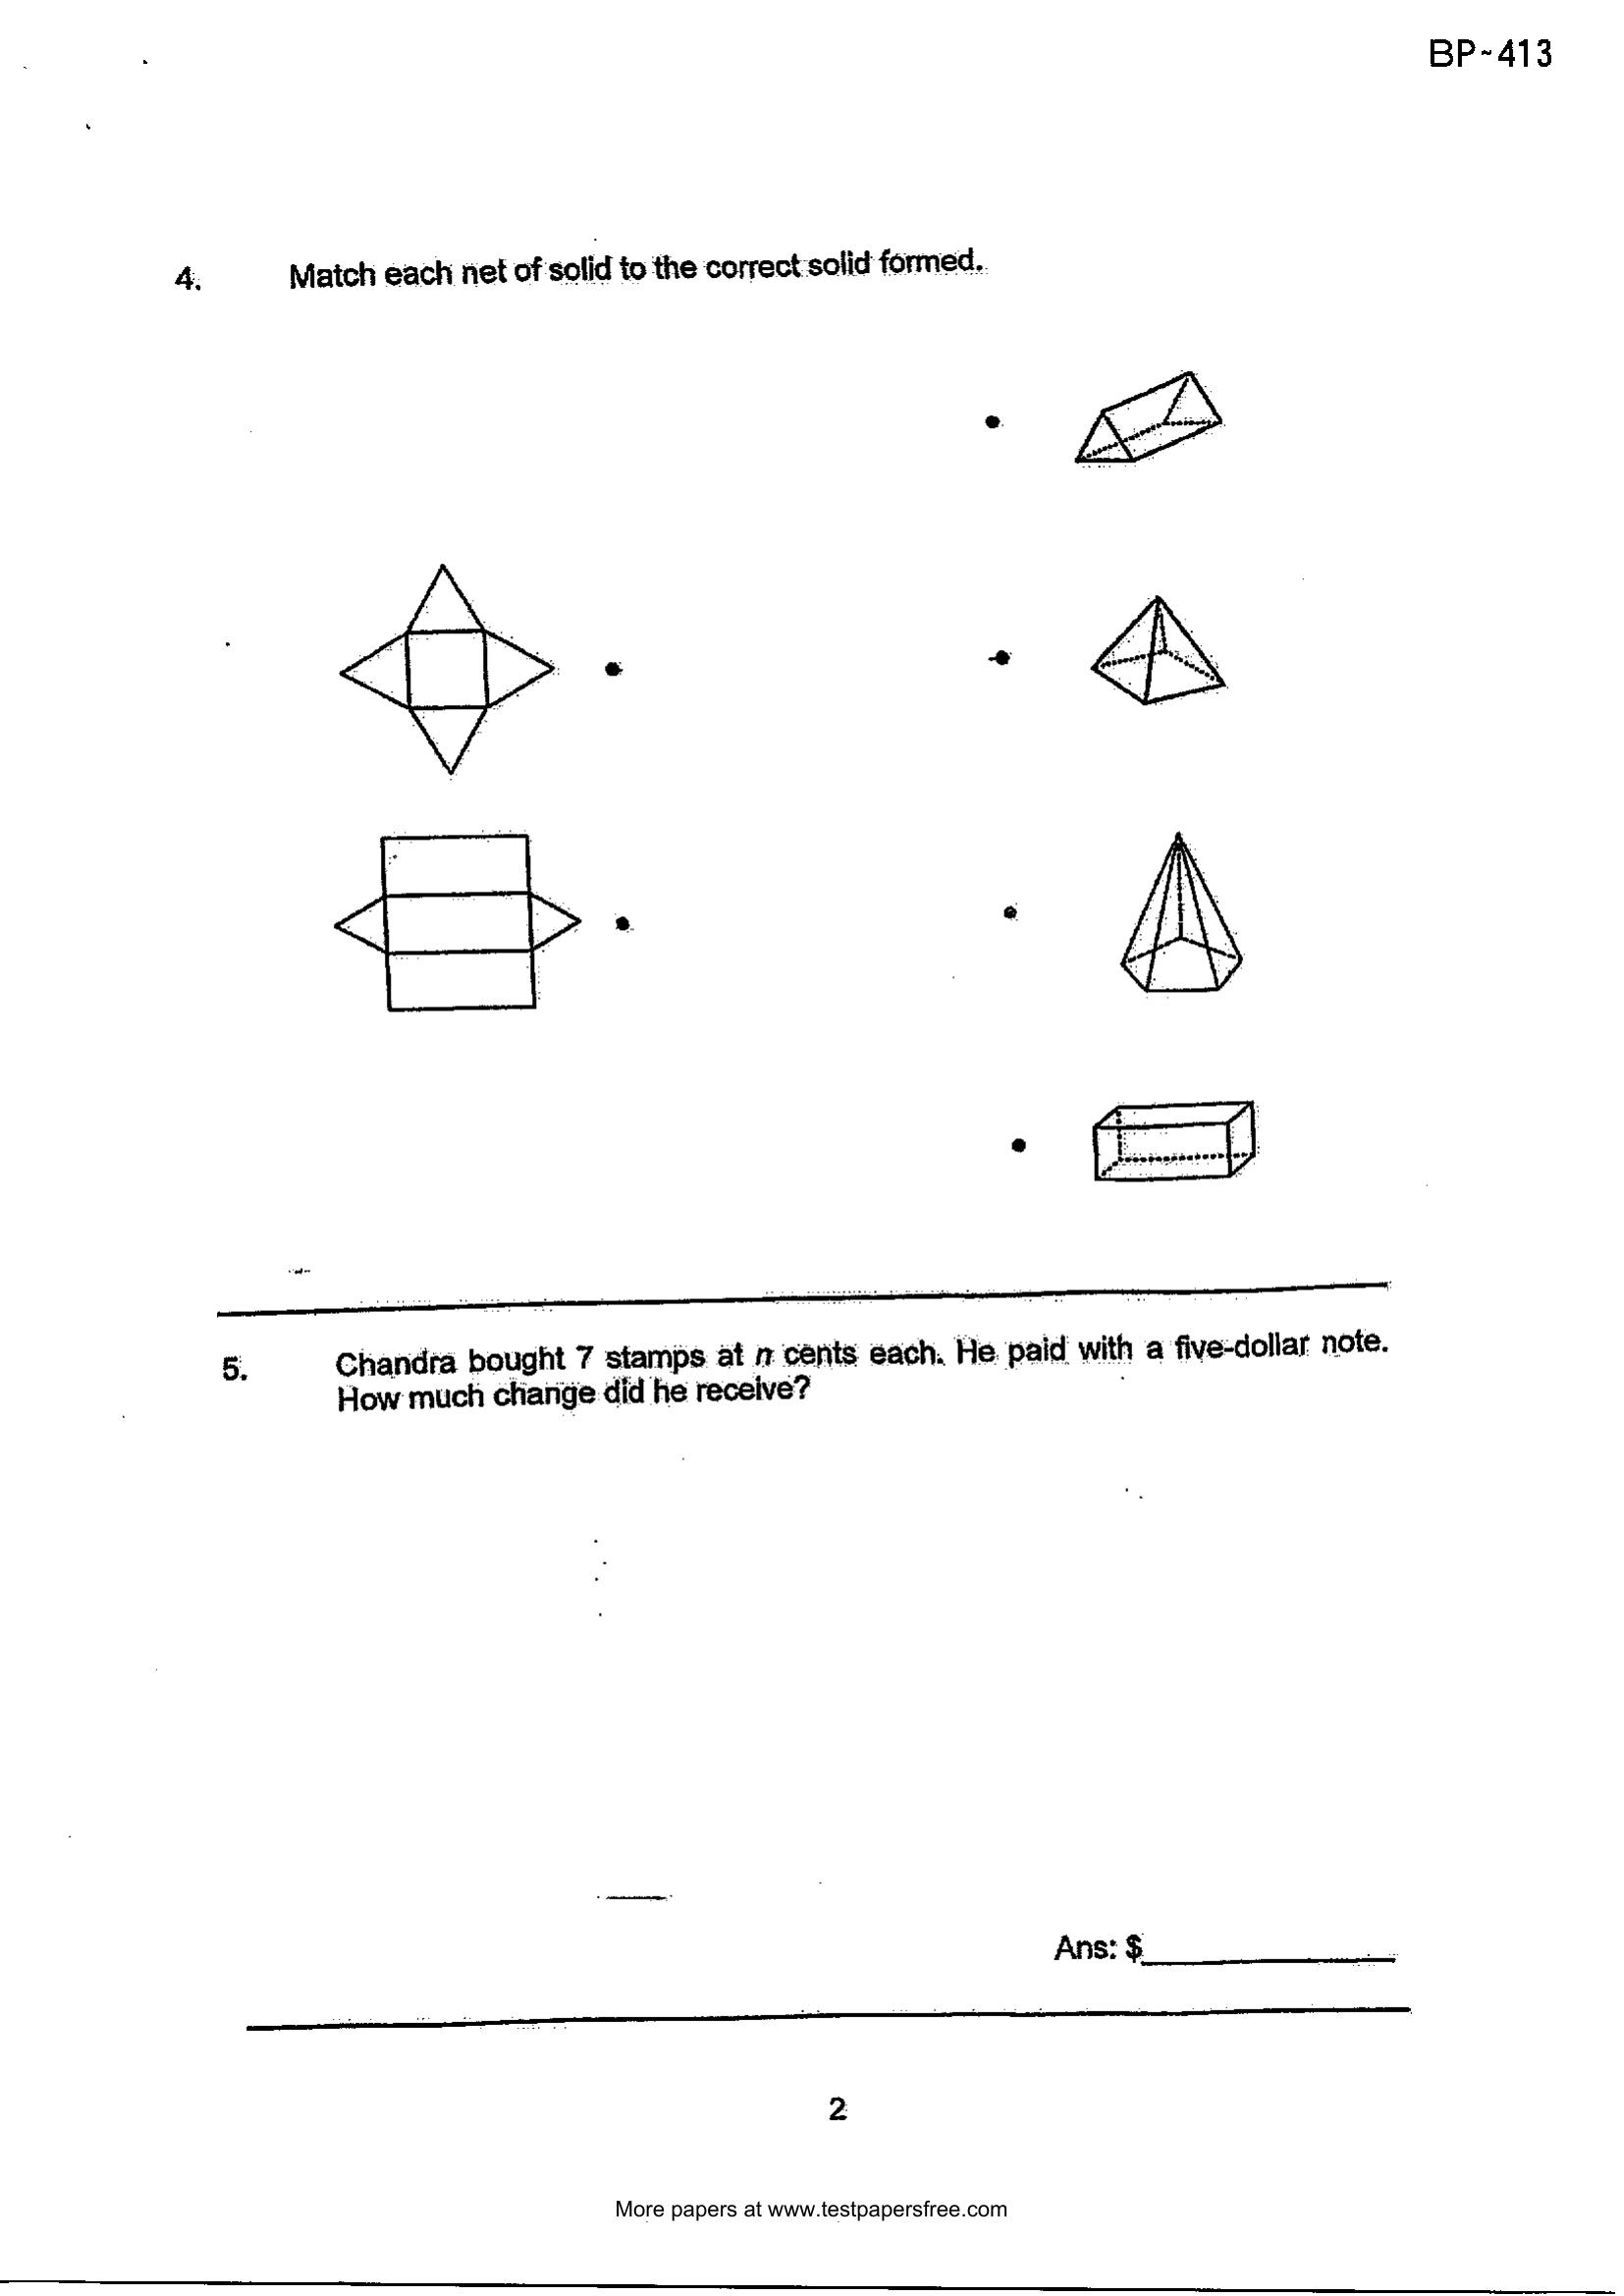 BP~413
4. Match each net of solid to the correct solid formed.
5. Chandra bought 7 stamps at n cents each. He paid with a five-dollar note.
How much change did he receive?
Ans: $
2
More papers at www.testpapersfree.com